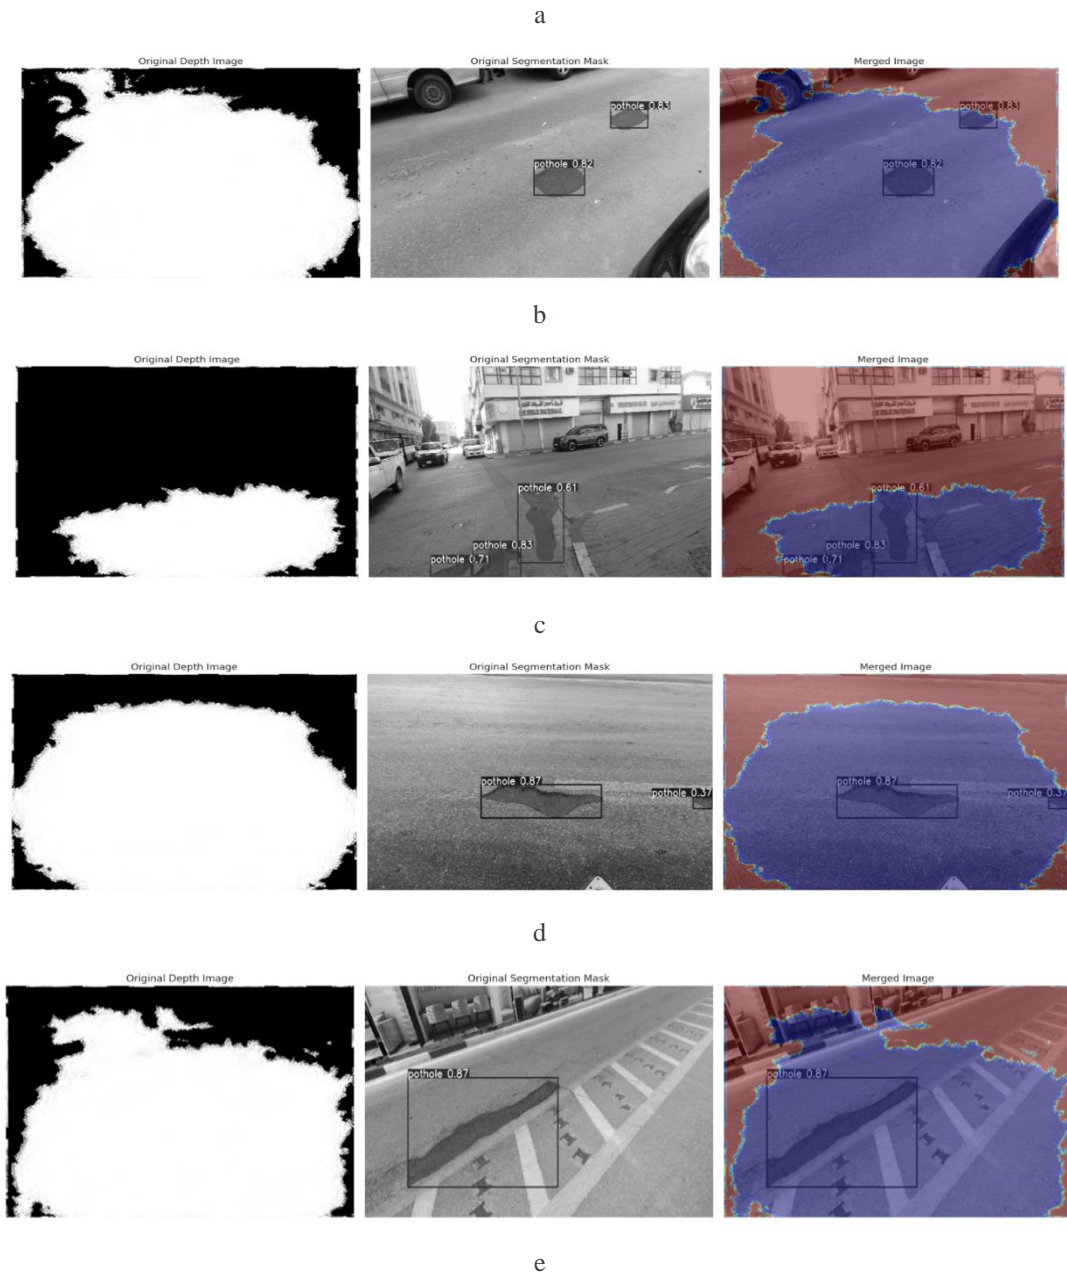 a
Original Depth Image Original Segmentation Mask Merged Image
pothole 0.83 pothole 0.83
pothole 0.82 pothole 0.82
b
Original Depth Image Original Segmentation Mask Merged Image
pothole 0.61 pothole 0.61
pothole 0.83 pothole 0.83
pothole 0.71 pothole 0.71
c
Original Depth Image Original Segmentation Mask Merged Image
pothole 0.87 pothole 0.87
pothole 0.37 pothole 0.37
d
Original Depth Image Original Segmentation Mask Merged Image
pothole 0.87 pothole 0.87
e